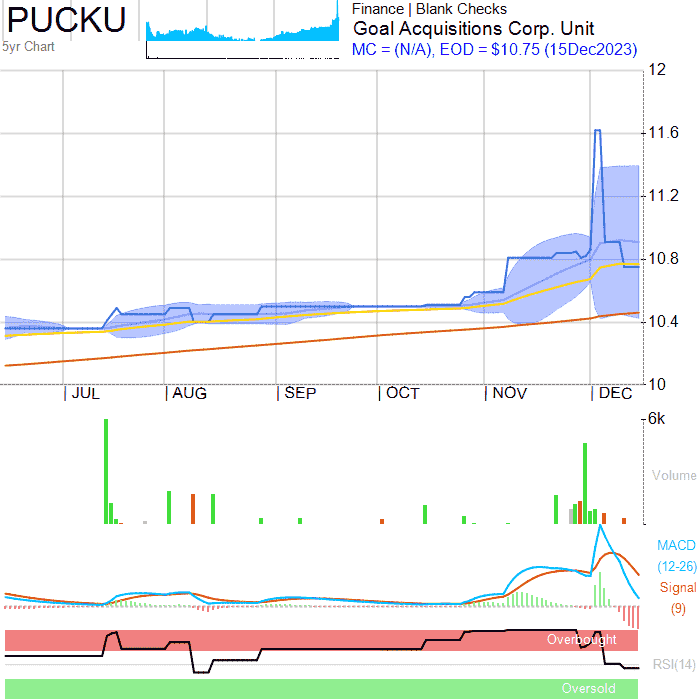 PUCKU
5yr Chart
Finance | Blank Checks
Goal Acquisitions Corp. Unit
MC = (N/A), EOD = $10.75 (15Dec2023)
12
11.6
11.2
10.8
10.4
10
JUL AUG SEP OCT NOV DEC
6k
Volume
MACD
(12-26)
Signal
(9)
Overbought
RSI(14)
Oversold